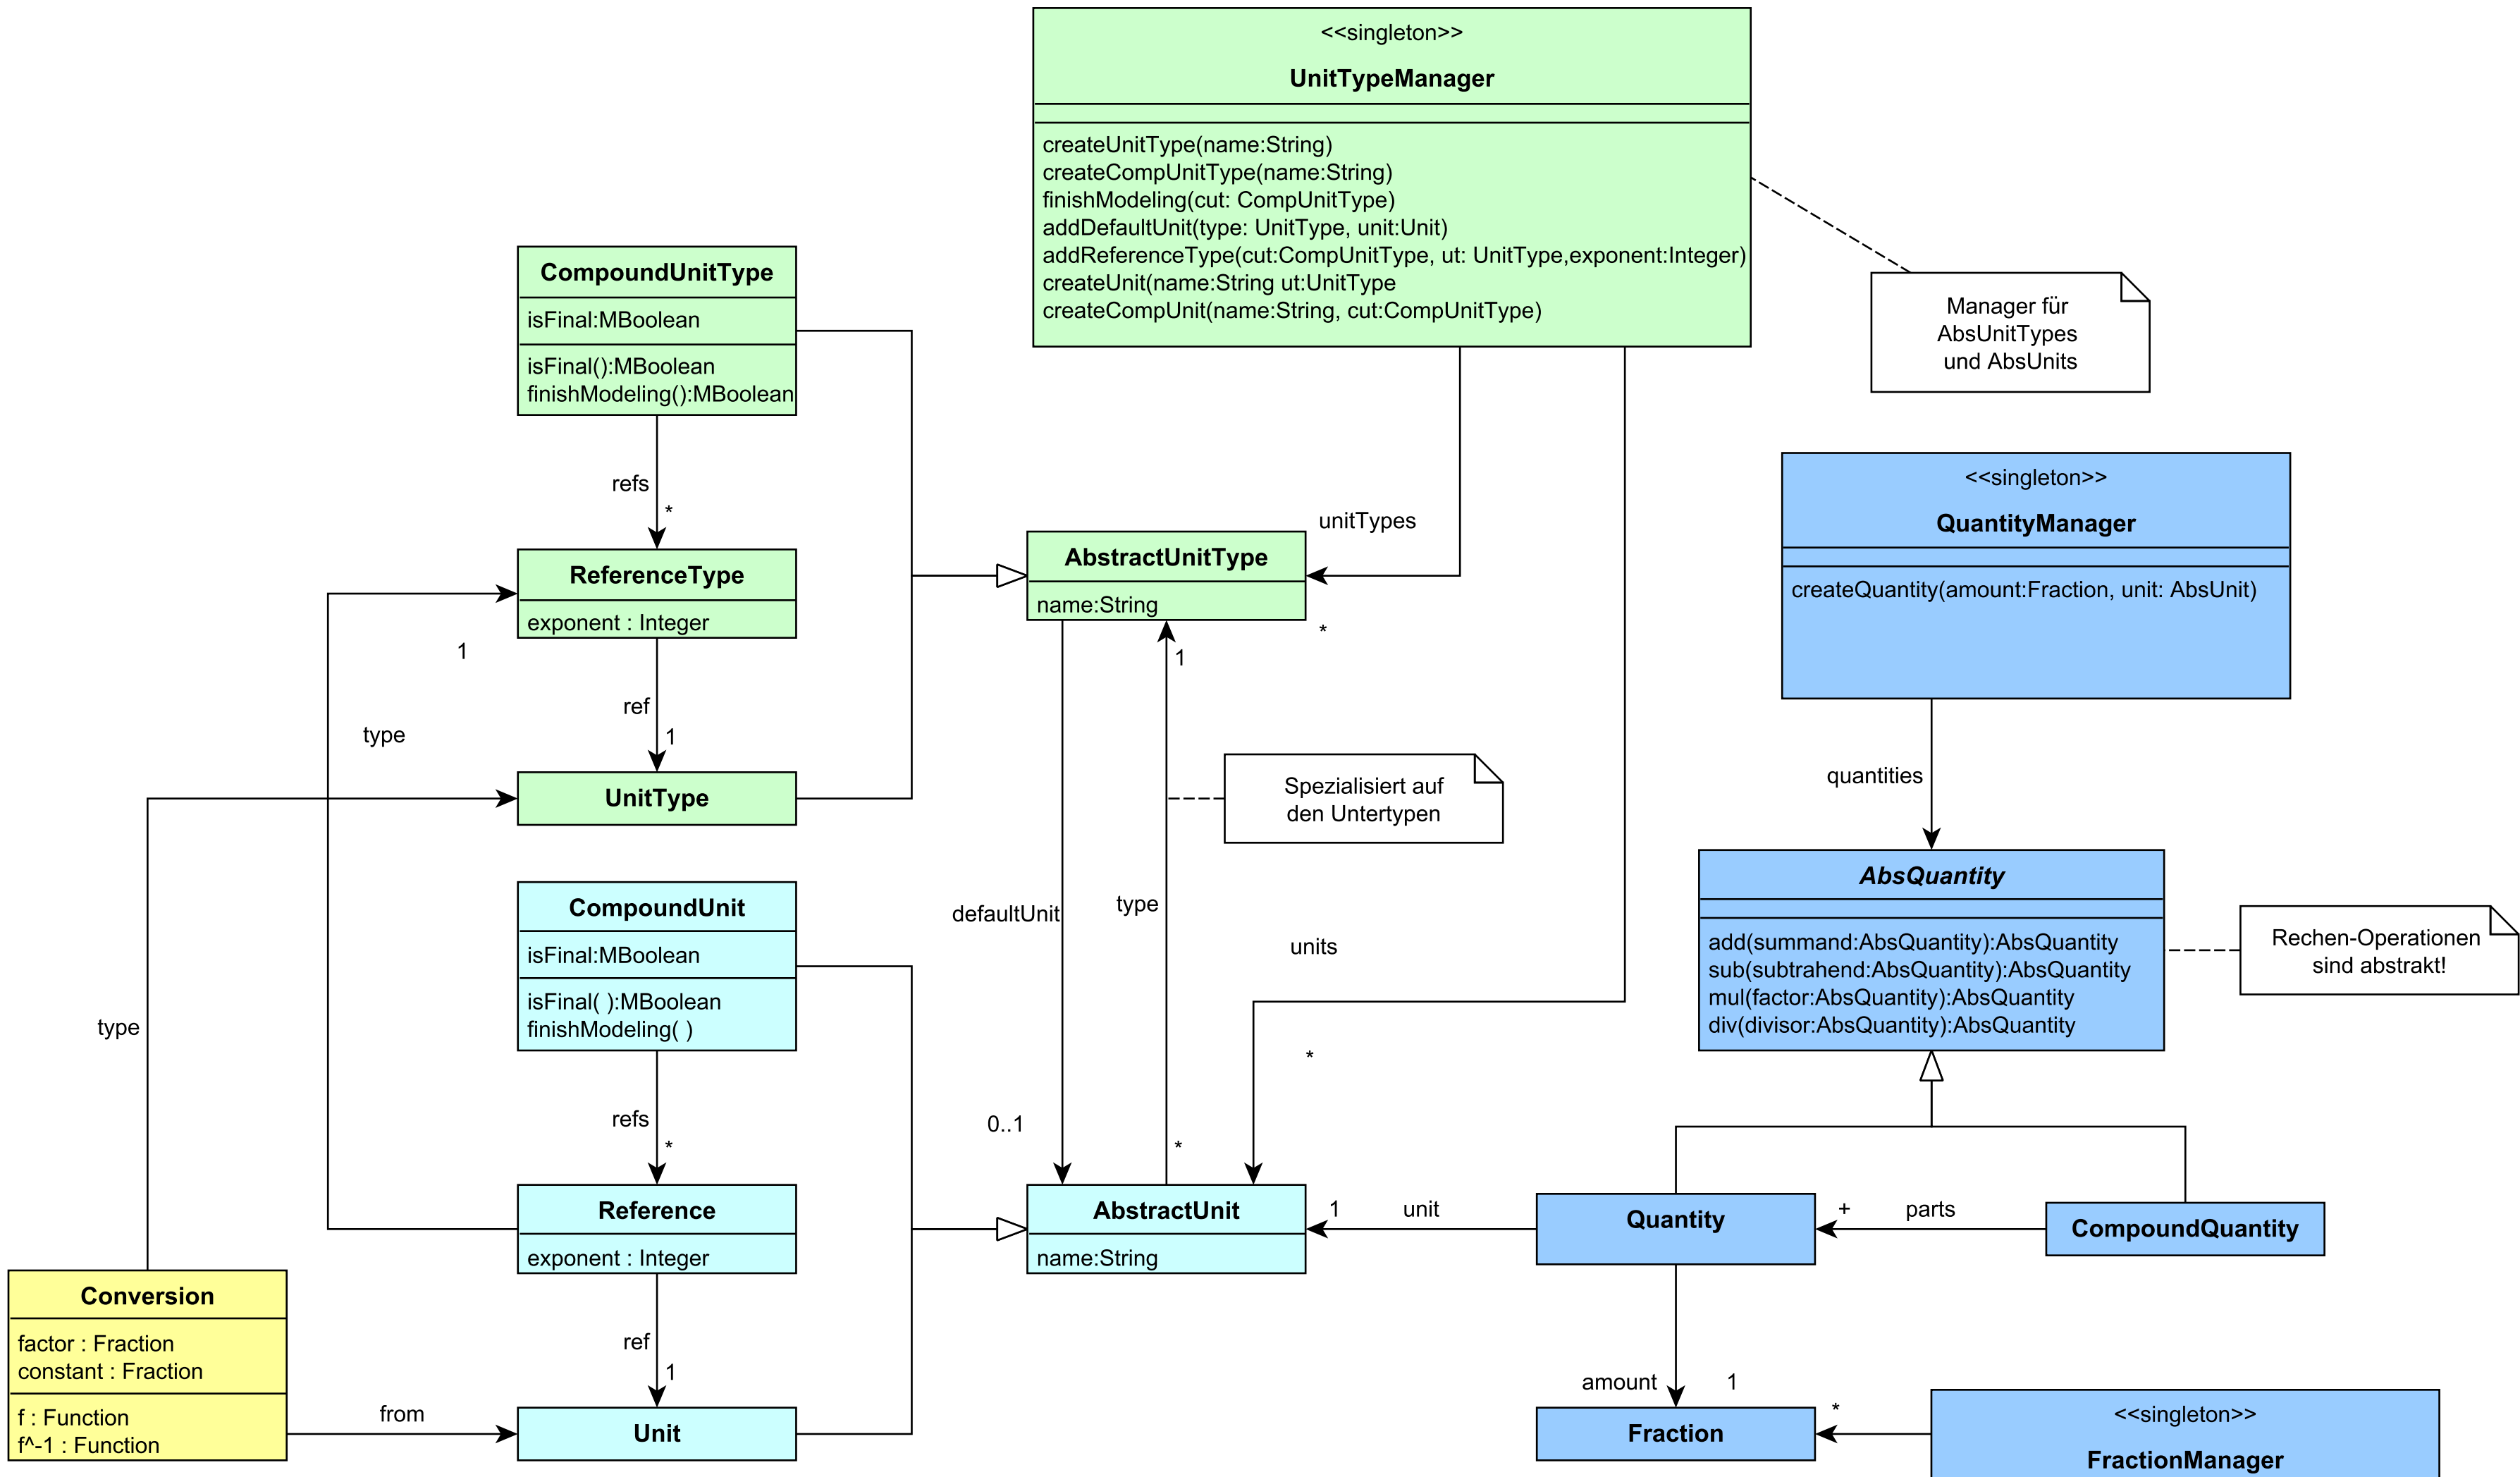 <<singleton>>
UnitTypeManager
createUnitType(name:String)
createCompUnitType(name:String)
finishModeling(cut: CompUnitType)
addDefaultUnit(type: UnitType, unit:Unit)
addReferenceType(cut:CompUnitType, ut: UnitType,exponent:Integer)
createUnit(name:String ut:UnitType
createCompUnit(name:String, cut:CompUnitType)
Manager für
AbsUnitTypes
und AbsUnits
CompoundUnitType
isFinal:MBoolean
isFinal():MBoolean
finishModeling():MBoolean
refs
*
ReferenceType
exponent : Integer
1
type
ref
1
UnitType
AbstractUnitType
name:String
unitTypes
*
1
Spezialisiert auf
den Untertypen
defaultUnit
type
units
0..1
*
*
<<singleton>>
QuantityManager
createQuantity(amount:Fraction, unit: AbsUnit)
quantities
AbsQuantity
add(summand:AbsQuantity):AbsQuantity
sub(subtrahend:AbsQuantity):AbsQuantity
mul(factor:AbsQuantity):AbsQuantity
div(divisor:AbsQuantity):AbsQuantity
Rechen-Operationen
sind abstrakt!
CompoundUnit
isFinal:MBoolean
isFinal( ):MBoolean
finishModeling( )
type
refs
*
Reference
exponent : Integer
AbstractUnit
name:String
1
unit
Quantity
+
parts
CompoundQuantity
Conversion
factor : Fraction
constant : Fraction
f : Function
f^-1 : Function
from
ref
1
Unit
amount
1
Fraction
*
<<singleton>>
FractionManager